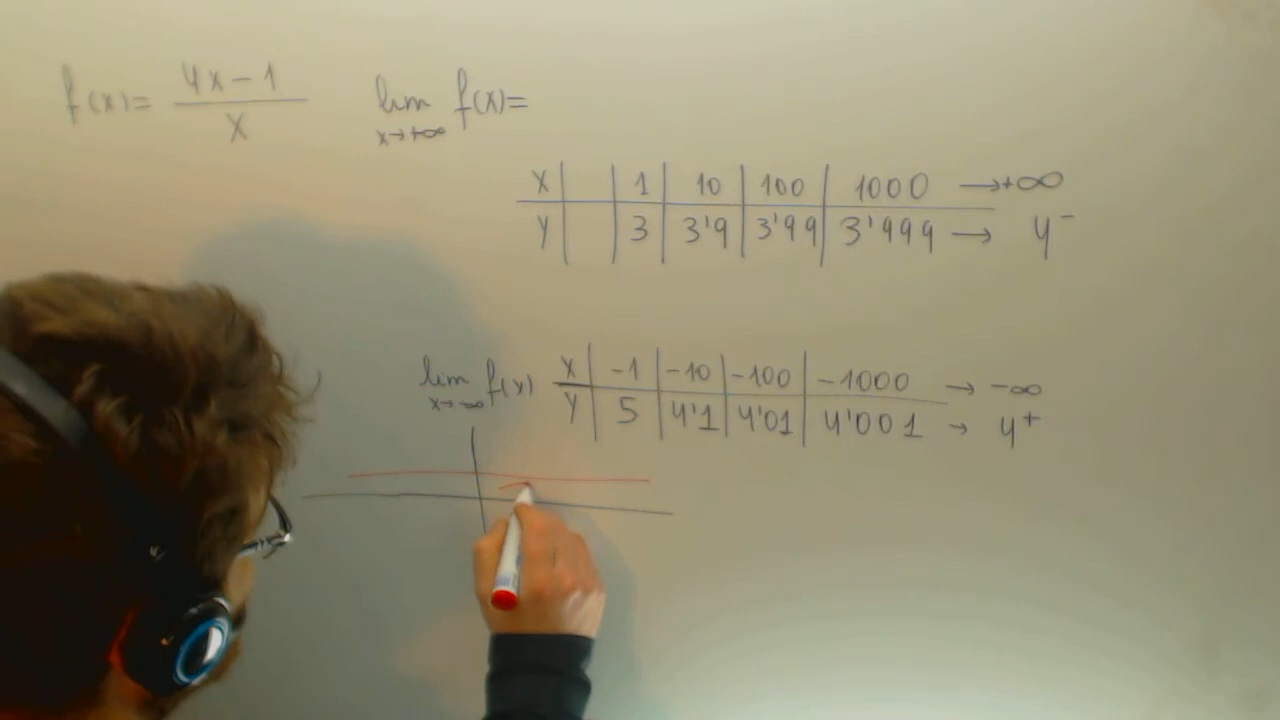 f(x)= 4x-1
x
lim f(x)=
x→+∞
x 1 10 100 1000 →+∞
y 3 3'9 3'99 3'999 → 4⁻
lim f(x)
x→-∞
x -1 -10 -100 -1000 → -∞
y 5 4'1 4'01 4'001 → 4⁺